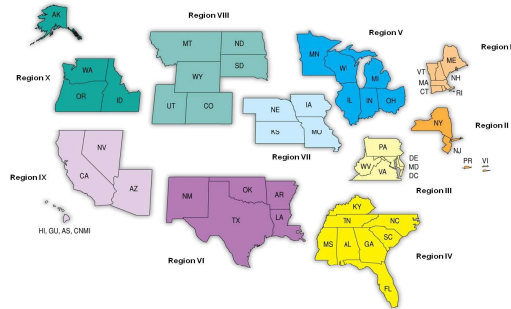 Region VIII
Region V
Region I
Region X
Region II
Region IX
Region VII
Region III
Region VI
Region IV
AK
WA
OR
ID
MT
ND
SD
WY
UT
CO
MN
WI
MI
IL
IN
OH
ME
VT
NH
MA
CT
RI
NY
NJ
PR
VI
NE
IA
KS
MO
PA
WV
VA
DE
MD
DC
NV
CA
AZ
HI, GU, AS, CNMI
NM
OK
AR
TX
LA
KY
TN
NC
SC
MS
AL
GA
FL